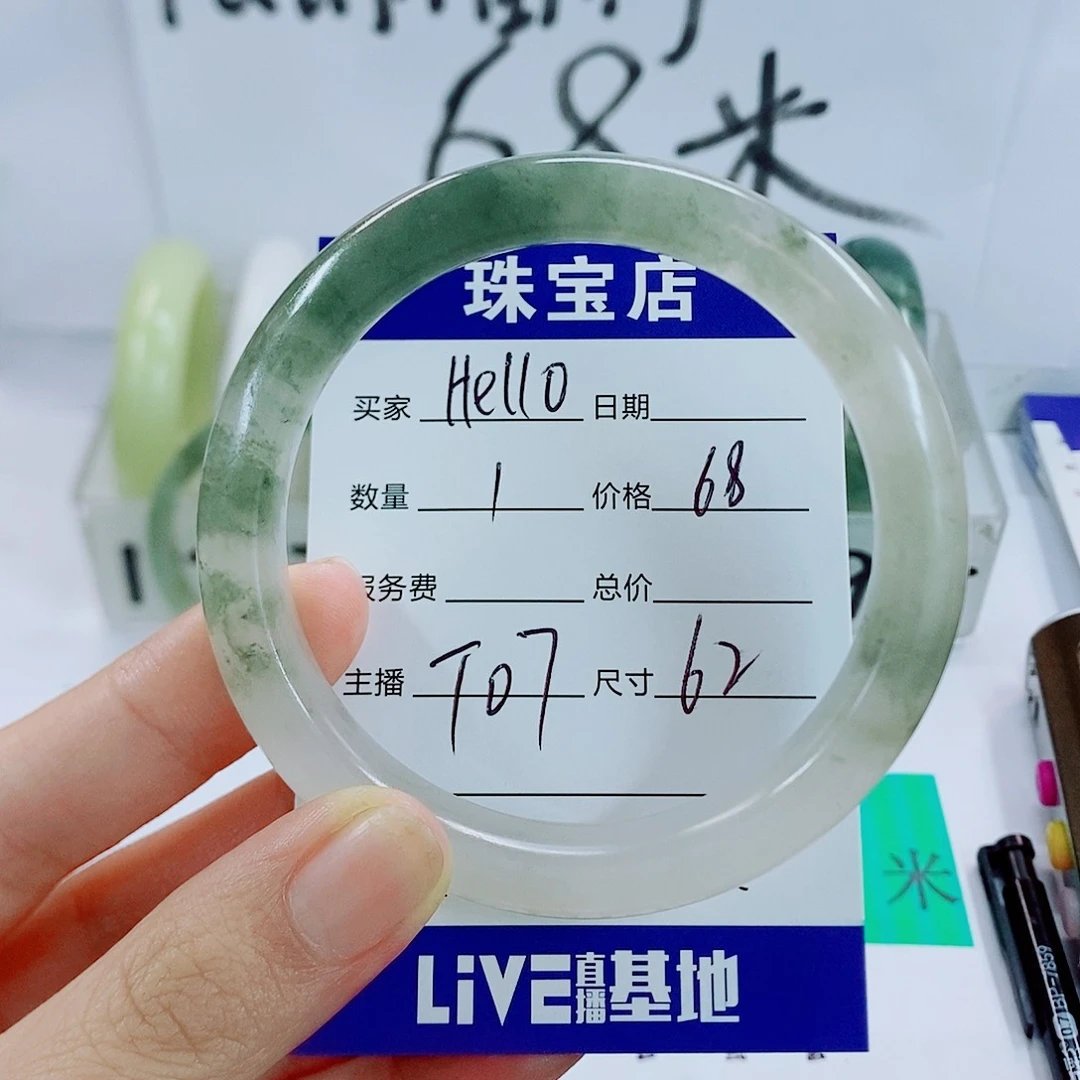 68米
珠宝店
买家 Hello 日期
数量 1 价格 68
服务费 总价
主播 T07 尺寸 62
LiVE直播基地
米